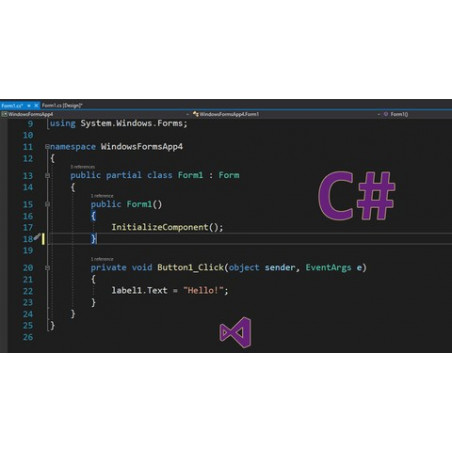 Form1.cs* Form1.cs [Design]*
WindowsFormsApp4 WindowsFormsApp4.Form1 Form1()
9 using System.Windows.Forms;
10
11 namespace WindowsFormsApp4
12 {
0 references
13 public partial class Form1 : Form
14 {
1 reference
15 public Form1()
16 {
17 InitializeComponent();
18 }
19
1 reference
20 private void Button1_Click(object sender, EventArgs e)
21 {
22 label1.Text = "Hello!";
23 }
24 }
25 }
26
C#